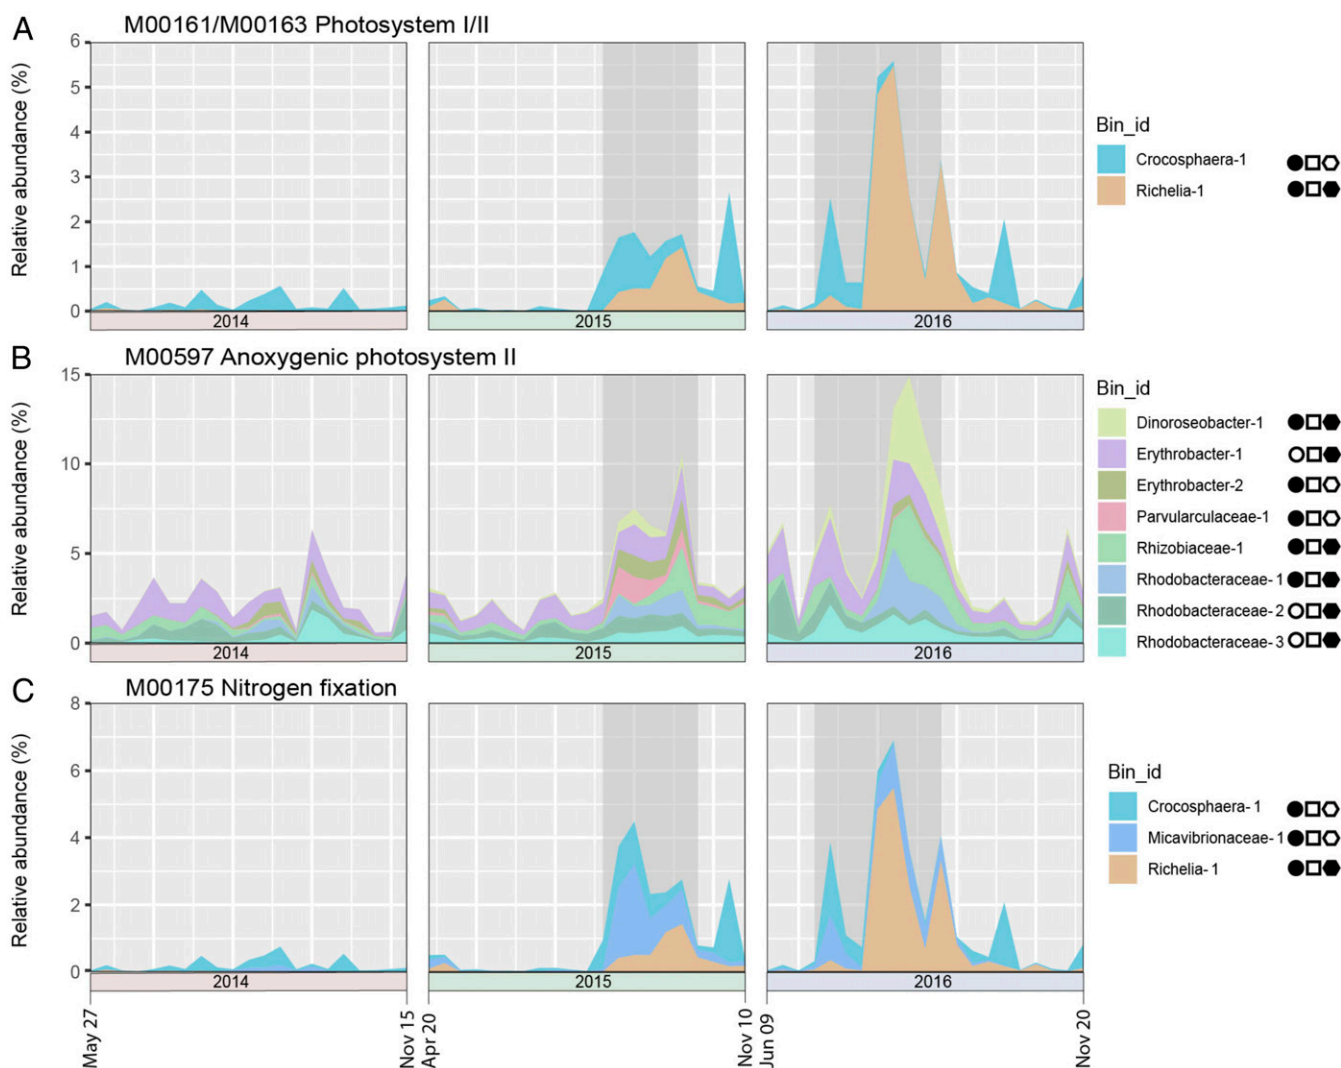 A
M00161/M00163 Photosystem I/II
Relative abundance (%)
6
5
4
3
2
1
0
2014
2015
2016
Bin_id
Crocosphaera-1
Richelia-1
B
M00597 Anoxygenic photosystem II
Relative abundance (%)
15
10
5
0
2014
2015
2016
Bin_id
Dinoroseobacter-1
Erythrobacter-1
Erythrobacter-2
Parvularculaceae-1
Rhizobiaceae-1
Rhodobacteraceae-1
Rhodobacteraceae-2
Rhodobacteraceae-3
C
M00175 Nitrogen fixation
Relative abundance (%)
8
6
4
2
0
2014
2015
2016
Bin_id
Crocosphaera-1
Micavibrionaceae-1
Richelia-1
May 27
Nov 15
Apr 20
Nov 10
Jun 09
Nov 20